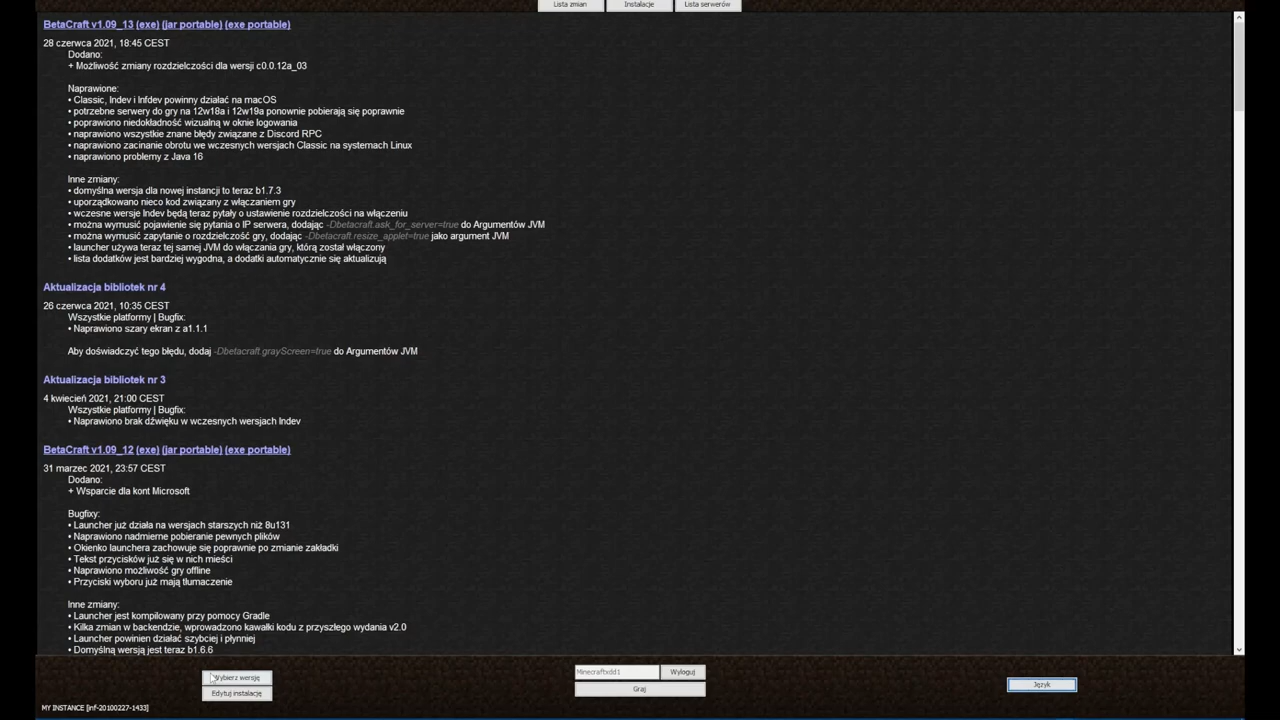 Lista zmian Instalacje Lista serwerów
BetaCraft v1.09_13 (exe) (jar portable) (exe portable)
28 czerwca 2021, 18:45 CEST
Dodano:
+ Możliwość zmiany rozdzielczości dla wersji c0.0.12a_03
Naprawione:
• Classic, Indev i Infdev powinny działać na macOS
• potrzebne serwery do gry na 12w18a i 12w19a ponownie pobierają się poprawnie
• poprawiono niedokładność wizualną w oknie logowania
• naprawiono wszystkie znane błędy związane z Discord RPC
• naprawiono zacinanie obrotu we wczesnych wersjach Classic na systemach Linux
• naprawiono problemy z Java 16
Inne zmiany:
• domyślna wersja dla nowej instancji to teraz b1.7.3
• uporządkowano nieco kod związany z włączaniem gry
• wczesne wersje Indev będą teraz pytały o ustawienie rozdzielczości na włączeniu
• można wymusić pojawienie się pytania o IP serwera, dodając -Dbetacraft.ask_for_server=true do Argumentów JVM
• można wymusić zapytanie o rozdzielczość gry, dodając -Dbetacraft.resize_applet=true jako argument JVM
• launcher używa teraz tej samej JVM do włączania gry, którą został włączony
• lista dodatków jest bardziej wygodna, a dodatki automatycznie się aktualizują
Aktualizacja bibliotek nr 4
26 czerwca 2021, 10:35 CEST
Wszystkie platformy | Bugfix:
• Naprawiono szary ekran z a1.1.1
Aby doświadczyć tego błędu, dodaj -Dbetacraft.grayScreen=true do Argumentów JVM
Aktualizacja bibliotek nr 3
4 kwiecień 2021, 21:00 CEST
Wszystkie platformy | Bugfix:
• Naprawiono brak dźwięku w wczesnych wersjach Indev
BetaCraft v1.09_12 (exe) (jar portable) (exe portable)
31 marzec 2021, 23:57 CEST
Dodano:
+ Wsparcie dla kont Microsoft
Bugfixy:
• Launcher już działa na wersjach starszych niż 8u131
• Naprawiono nadmierne pobieranie pewnych plików
• Okienko launchera zachowuje się poprawnie po zmianie zakładki
• Tekst przycisków już się w nich mieści
• Naprawiono możliwość gry offline
• Przyciski wyboru już mają tłumaczenie
Inne zmiany:
• Launcher jest kompilowany przy pomocy Gradle
• Kilka zmian w backendzie, wprowadzono kawałki kodu z przyszłego wydania v2.0
• Launcher powinien działać szybciej i płynniej
• Domyślną wersją jest teraz b1.6.6
Wybierz wersję
Edytuj instalację
Minecraftxdd1 Wyloguj
Graj
Język
MY INSTANCE [inf-20100227-1433]